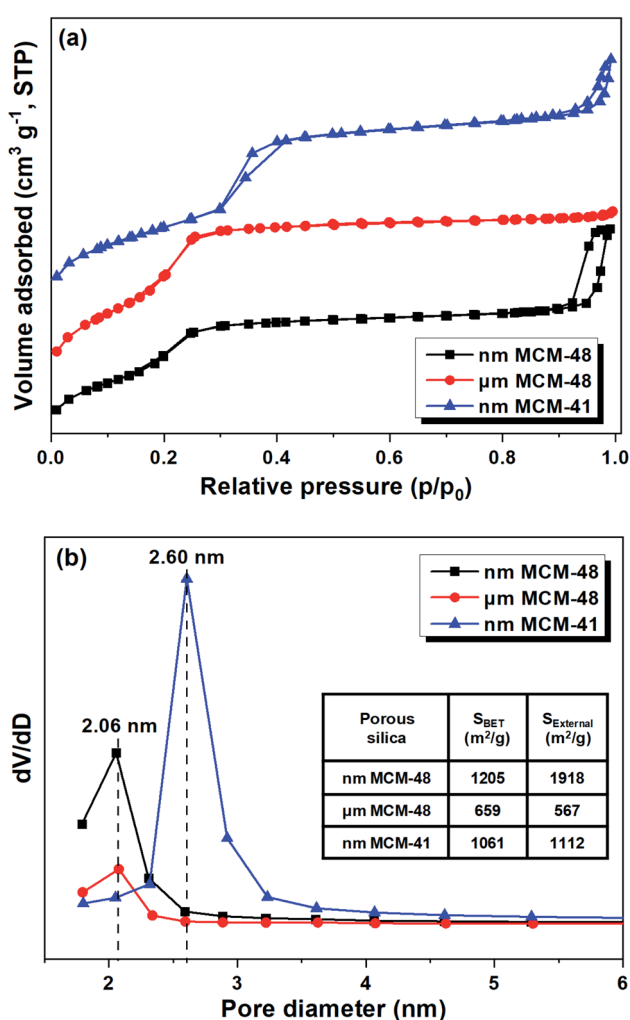 (a)
Volume adsorbed (cm³ g⁻¹, STP)
nm MCM-48
µm MCM-48
nm MCM-41
0.0 0.2 0.4 0.6 0.8 1.0
Relative pressure (p/p₀)
(b)
2.60 nm
nm MCM-48
µm MCM-48
nm MCM-41
2.06 nm
dV/dD
Porous silica S_BET (m²/g) S_External (m²/g)
nm MCM-48 1205 1918
µm MCM-48 659 567
nm MCM-41 1061 1112
2 3 4 5 6
Pore diameter (nm)